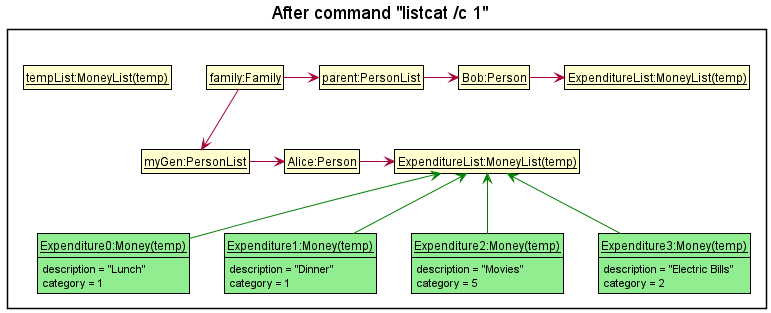 After command "listcat /c 1"
tempList:MoneyList(temp)
family:Family
parent:PersonList
Bob:Person
ExpenditureList:MoneyList(temp)
myGen:PersonList
Alice:Person
ExpenditureList:MoneyList(temp)
Expenditure0:Money(temp)
description = "Lunch"
category = 1
Expenditure1:Money(temp)
description = "Dinner"
category = 1
Expenditure2:Money(temp)
description = "Movies"
category = 5
Expenditure3:Money(temp)
description = "Electric Bills"
category = 2